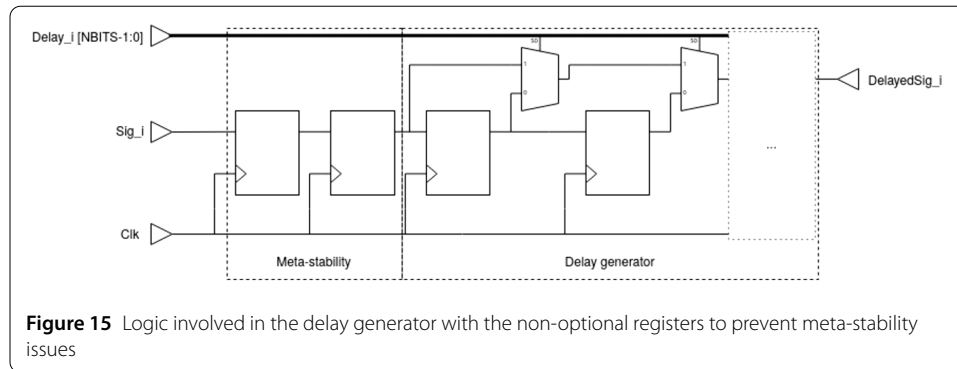 Delay_i [NBITS-1:0]
S0
S0
1
1
DelayedSig_i
0
0
Sig_i
...
Clk
Meta-stability
Delay generator
Figure 15 Logic involved in the delay generator with the non-optional registers to prevent meta-stability
issues